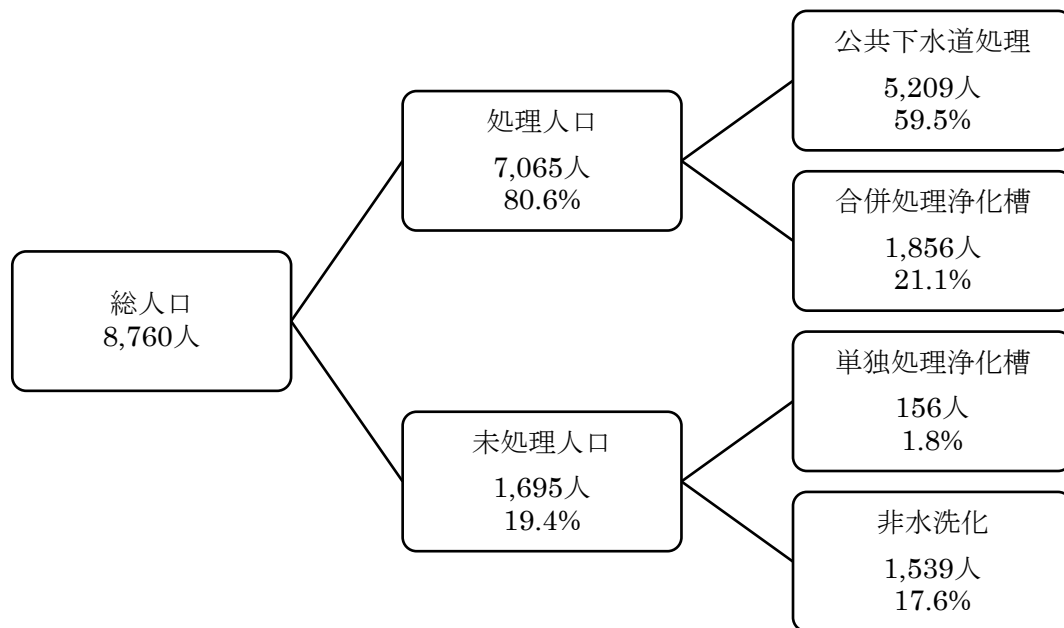 総人口
8,760人
処理人口
7,065人
80.6%
公共下水道処理
5,209人
59.5%
合併処理浄化槽
1,856人
21.1%
未処理人口
1,695人
19.4%
単独処理浄化槽
156人
1.8%
非水洗化
1,539人
17.6%